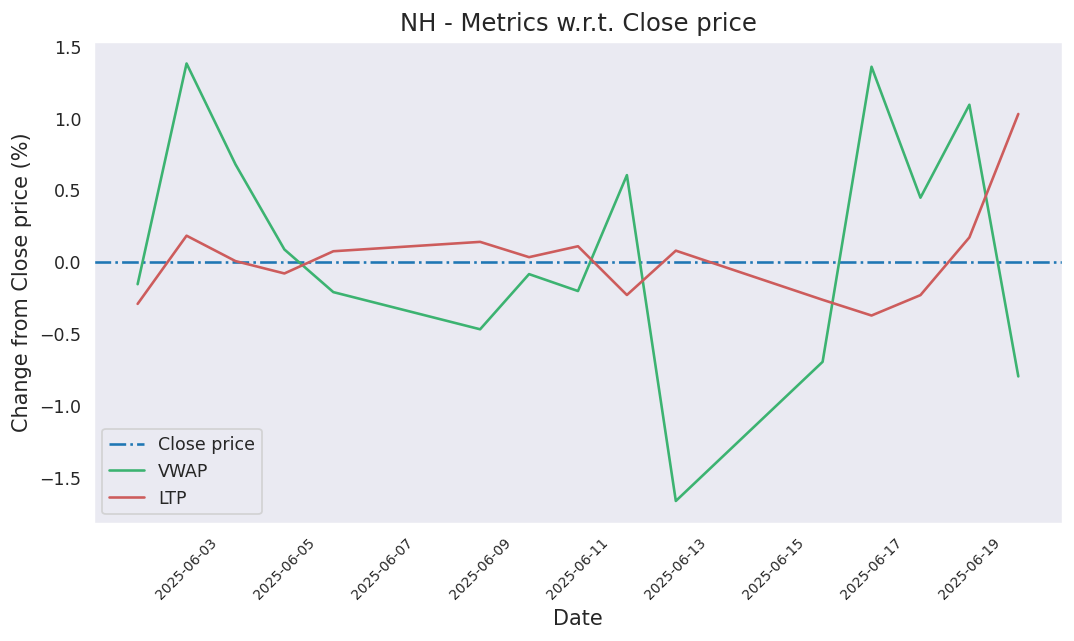 NH - Metrics w.r.t. Close price
Change from Close price (%)
1.5
1.0
0.5
0.0
−0.5
−1.0
−1.5
Close price
VWAP
LTP
2025-06-03
2025-06-05
2025-06-07
2025-06-09
2025-06-11
2025-06-13
2025-06-15
2025-06-17
2025-06-19
Date